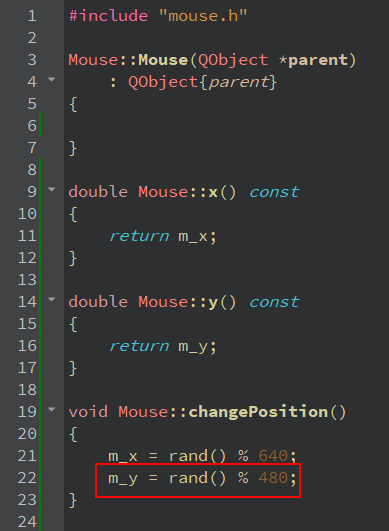 1 #include "mouse.h"
2
3 Mouse::Mouse(QObject *parent)
4     : QObject{parent}
5 {
6
7 }
8
9 double Mouse::x() const
10 {
11     return m_x;
12 }
13
14 double Mouse::y() const
15 {
16     return m_y;
17 }
18
19 void Mouse::changePosition()
20 {
21     m_x = rand() % 640;
22     m_y = rand() % 480;
23 }
24